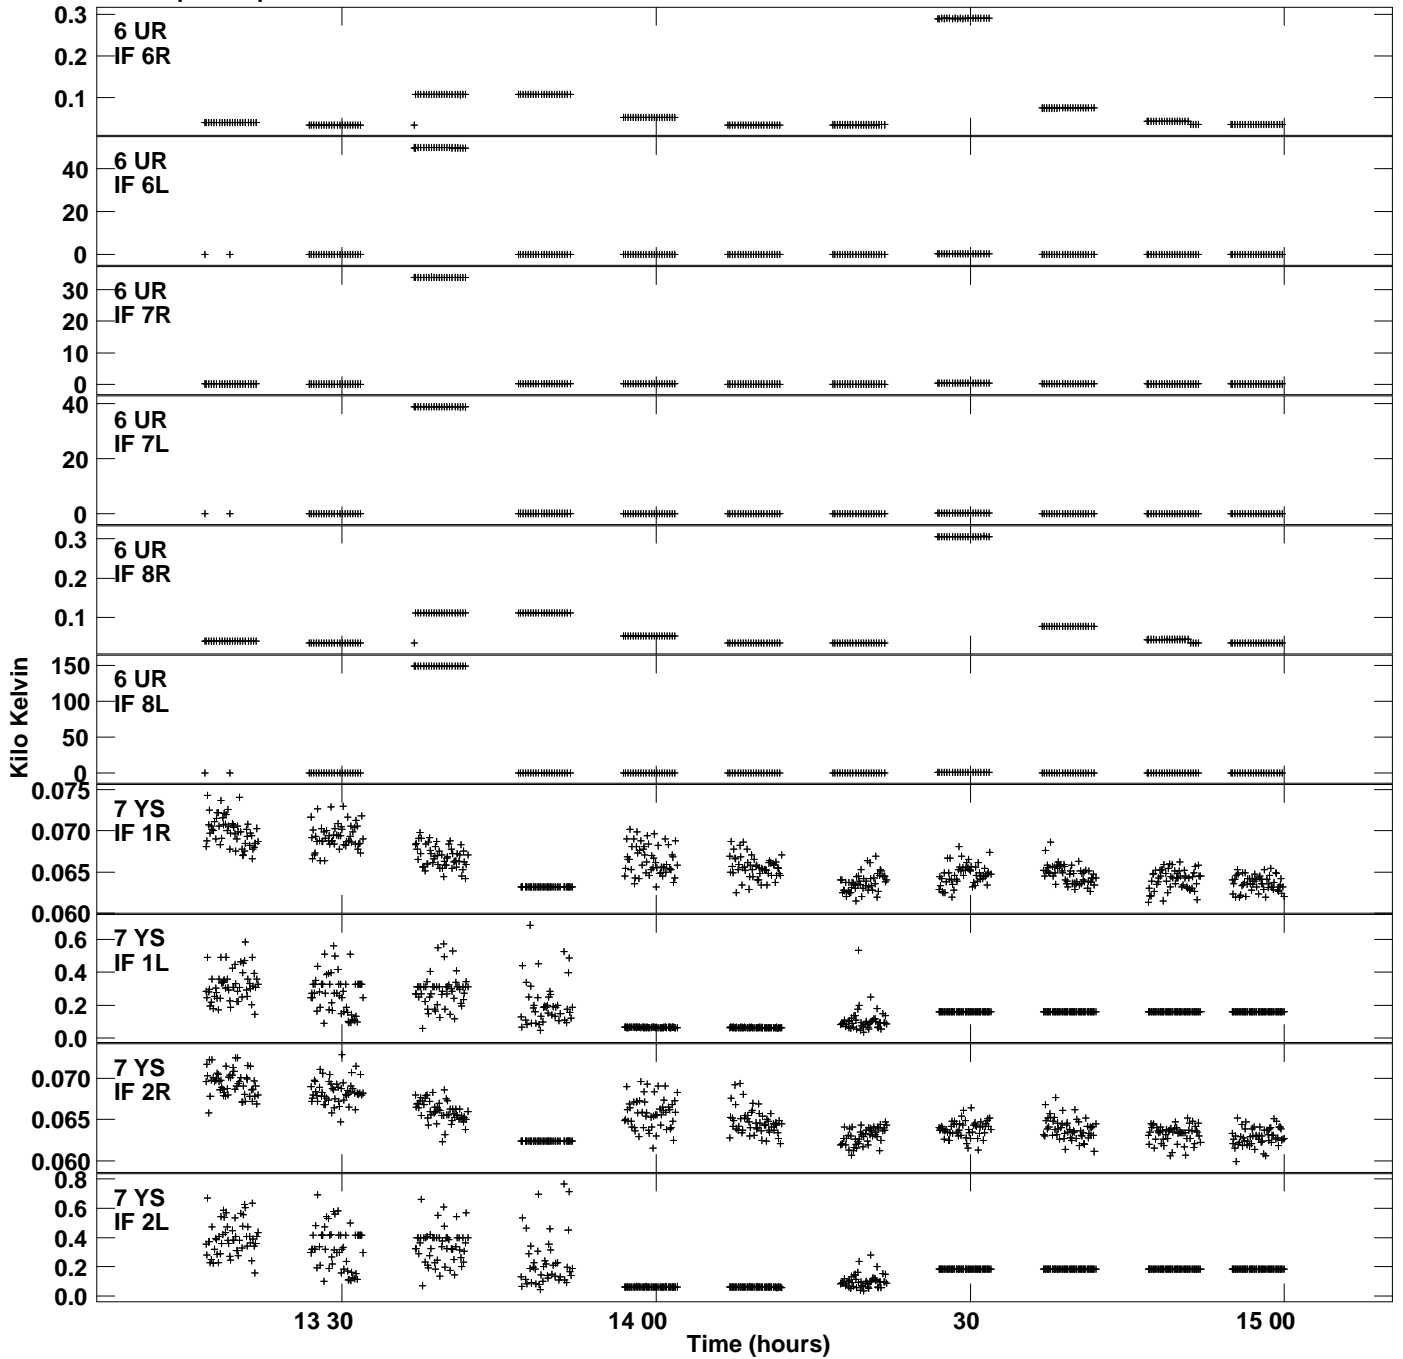 0.3
0.2
0.1
6 UR
IF 6R
40
20
0
6 UR
IF 6L
30
20
10
0
6 UR
IF 7R
40
20
0
6 UR
IF 7L
0.3
0.2
0.1
6 UR
IF 8R
150
100
50
0
6 UR
IF 8L
Kilo Kelvin
0.075
0.070
0.065
0.060
7 YS
IF 1R
0.6
0.4
0.2
0.0
7 YS
IF 1L
0.070
0.065
0.060
7 YS
IF 2R
0.8
0.6
0.4
0.2
0.0
7 YS
IF 2L
13 30 14 00 30 15 00
Time (hours)